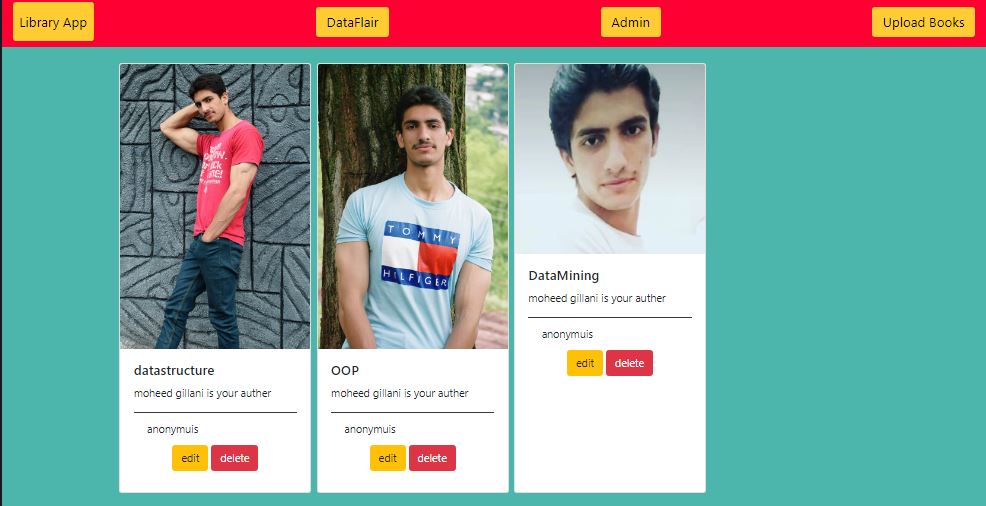 Library App
DataFlair
Admin
Upload Books
TOMMY
HILFIGER
datastructure
moheed gillani is your auther
anonymuis
edit delete
OOP
moheed gillani is your auther
anonymuis
edit delete
DataMining
moheed gillani is your auther
anonymuis
edit delete